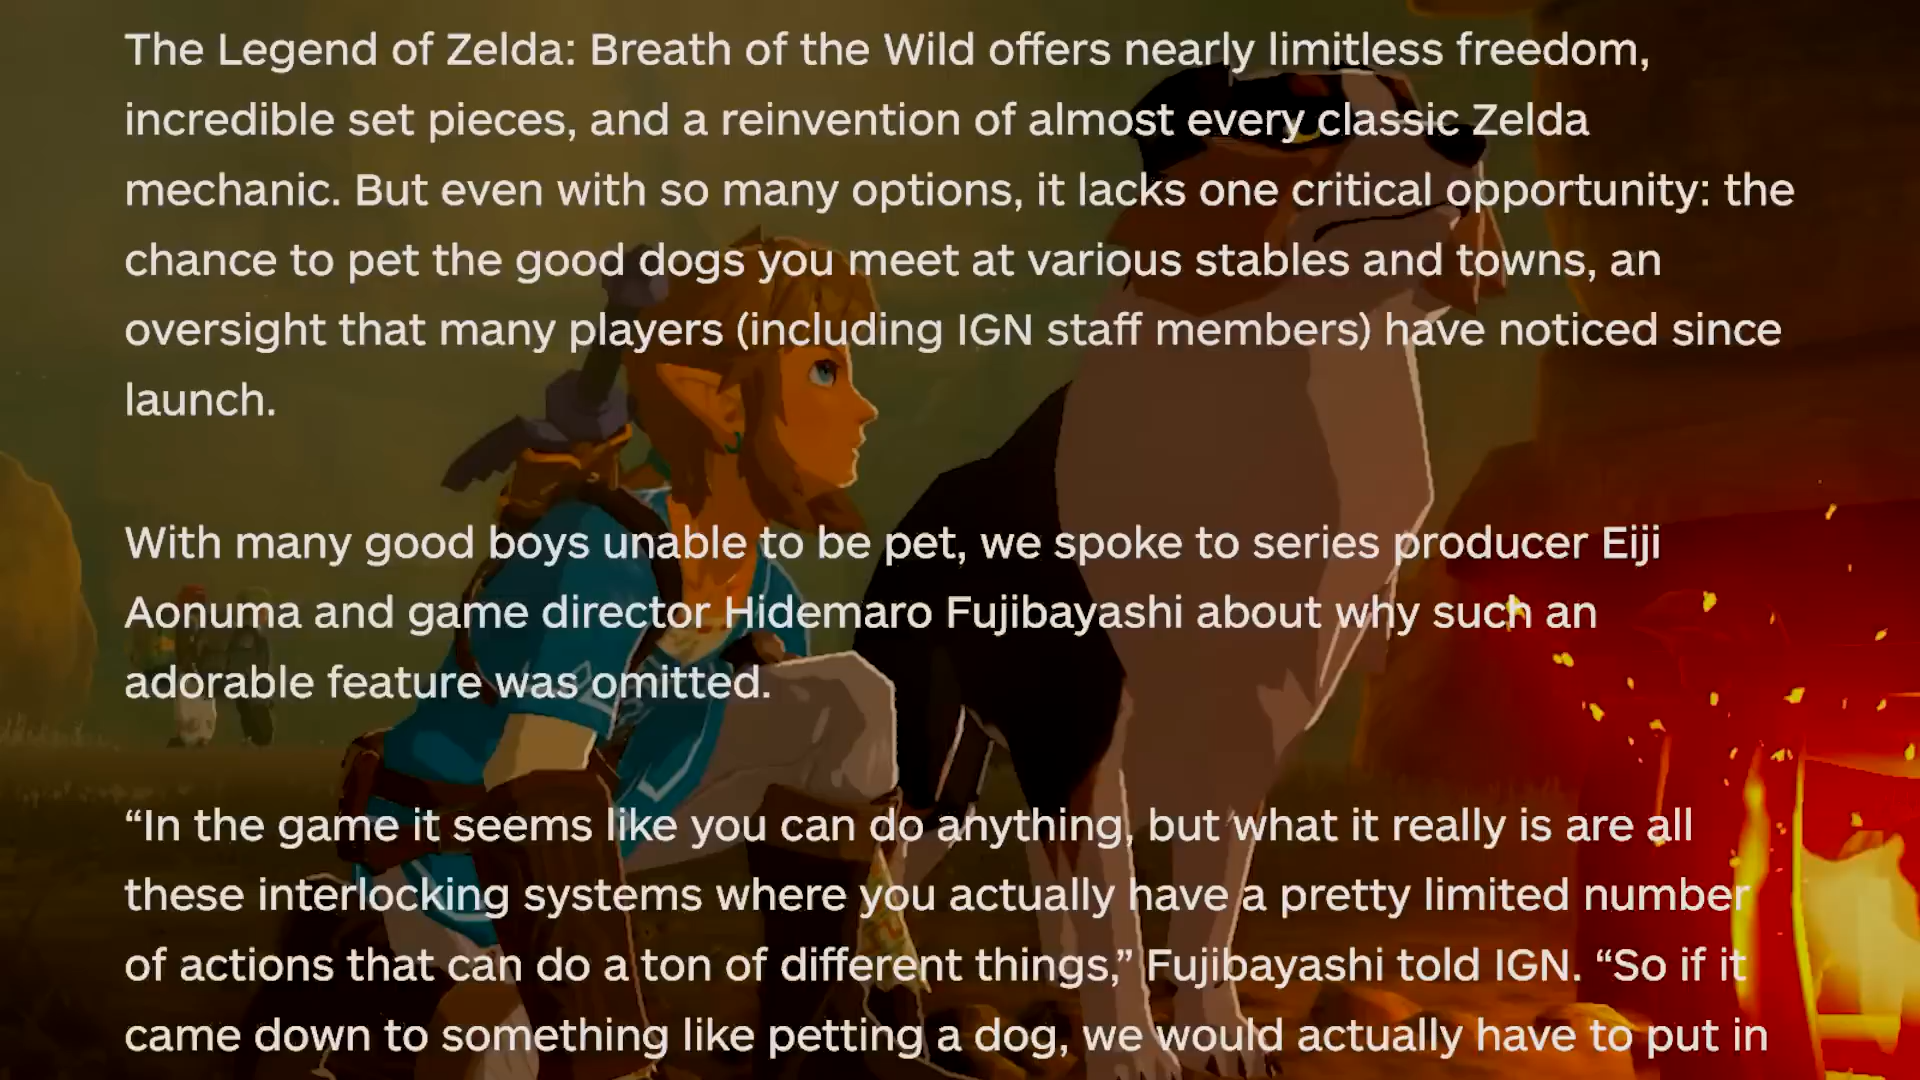 The Legend of Zelda: Breath of the Wild offers nearly limitless freedom,
incredible set pieces, and a reinvention of almost every classic Zelda
mechanic. But even with so many options, it lacks one critical opportunity: the
chance to pet the good dogs you meet at various stables and towns, an
oversight that many players (including IGN staff members) have noticed since
launch.
With many good boys unable to be pet, we spoke to series producer Eiji
Aonuma and game director Hidemaro Fujibayashi about why such an
adorable feature was omitted.
“In the game it seems like you can do anything, but what it really is are all
these interlocking systems where you actually have a pretty limited number
of actions that can do a ton of different things,” Fujibayashi told IGN. “So if it
came down to something like petting a dog, we would actually have to put in